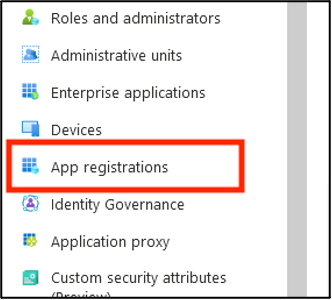 Roles and administrators
Administrative units
Enterprise applications
Devices
App registrations
Identity Governance
Application proxy
Custom security attributes
(Preview)